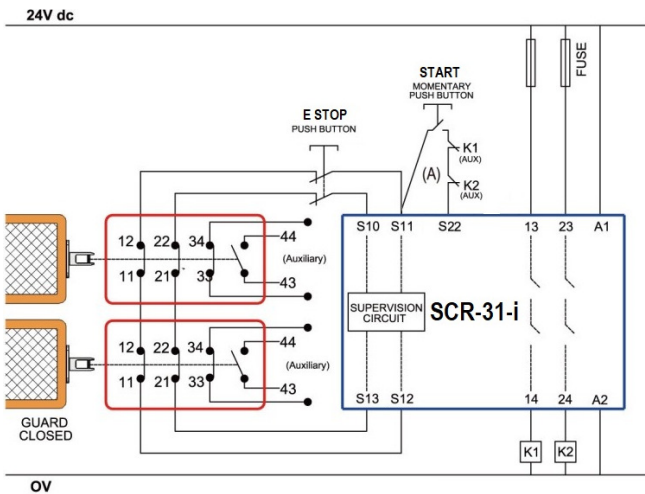 24V dc
START
MOMENTARY
PUSH BUTTON
FUSE
E STOP
PUSH BUTTON
K1
(AUX)
(A)
K2
(AUX)
S10 S11 S22 13 23 A1
12 22 34 44
(Auxiliary)
11 21 33 43
SUPERVISION
CIRCUIT
SCR-31-i
12 22 34 44
(Auxiliary)
11 21 33 43
S13 S12 14 24 A2
GUARD
CLOSED
K1 K2
OV